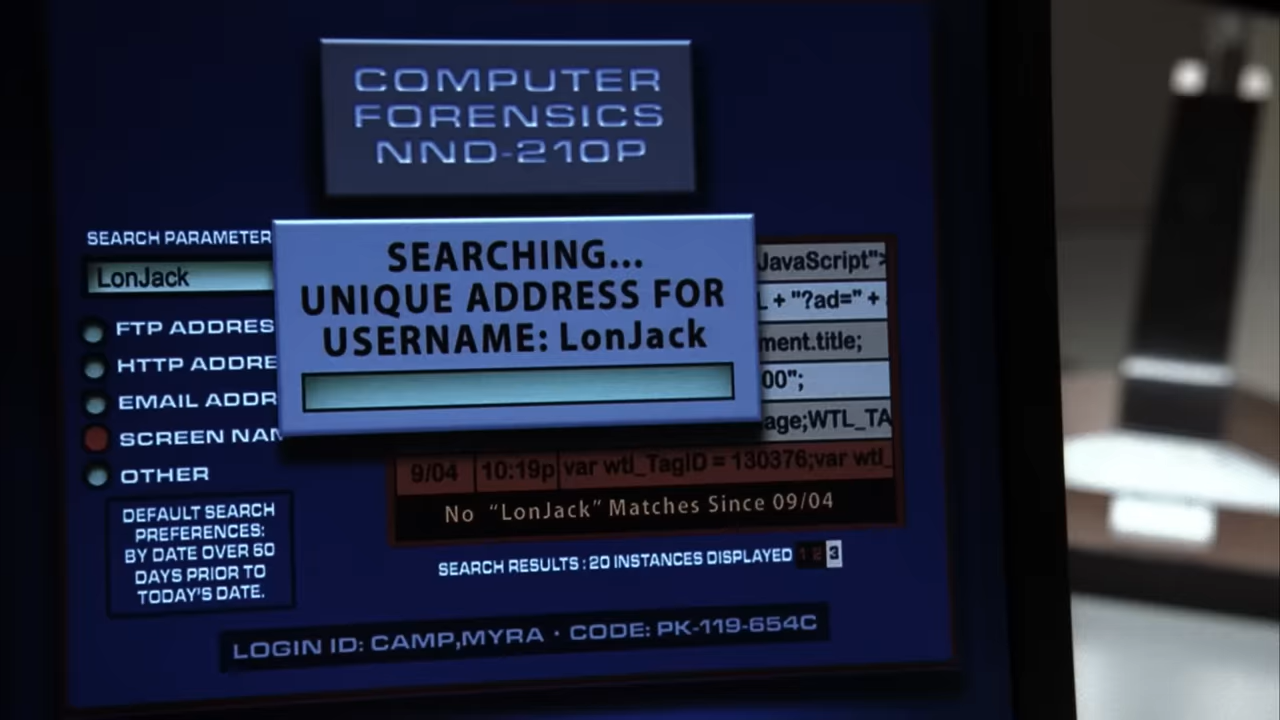 COMPUTER
FORENSICS
NND-210P
SEARCH PARAMETER
LonJack
FTP ADDRES
HTTP ADDRE
EMAIL ADDR
SCREEN NAM
OTHER
DEFAULT SEARCH
PREFERENCES:
BY DATE OVER 60
DAYS PRIOR TO
TODAY'S DATE.
SEARCHING...
UNIQUE ADDRESS FOR
USERNAME: LonJack
JavaScript">
L + "?ad=" +
ment.title;
00";
age;WTL_TA
9/04 10:19p var wtl_TagID = 130376;var wtl_
No "LonJack" Matches Since 09/04
SEARCH RESULTS : 20 INSTANCES DISPLAYED 1 2 3
LOGIN ID: CAMP,MYRA · CODE: PK-119-654C